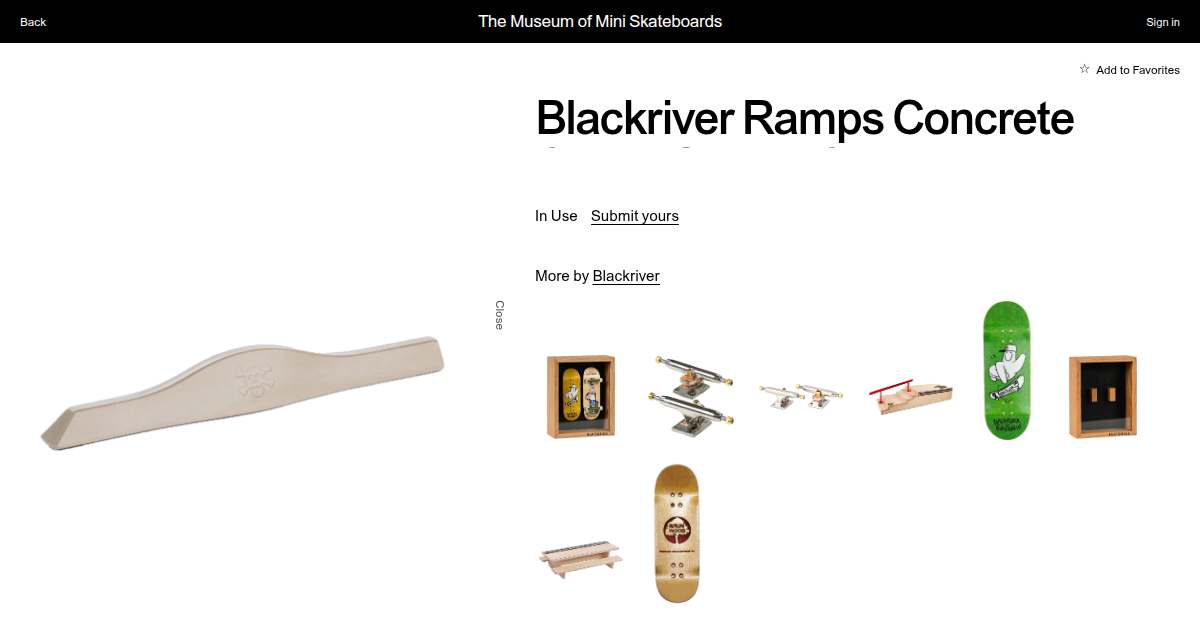 Back
The Museum of Mini Skateboards
Sign in
☆ Add to Favorites
Blackriver Ramps Concrete
In Use Submit yours
More by Blackriver
Close